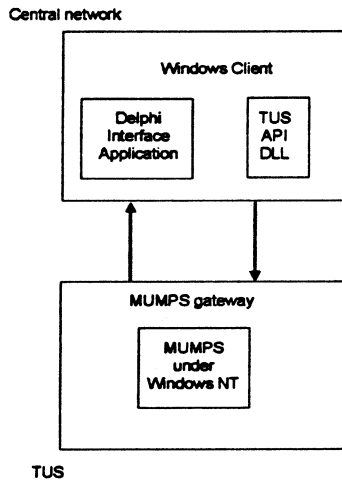 Central network
Windows Client
Delphi
Interface
Application
TUS
API
DLL
MUMPS gateway
MUMPS
under
Windows NT
TUS